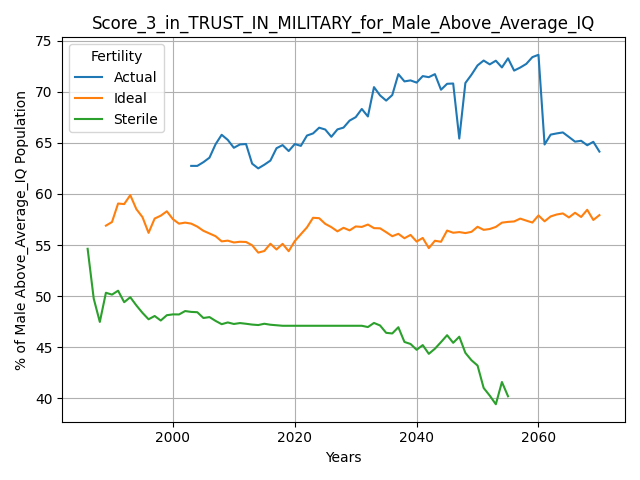 Score_3_in_TRUST_IN_MILITARY_for_Male_Above_Average_IQ
Fertility
Actual
Ideal
Sterile
% of Male Above_Average_IQ Population
75
70
65
60
55
50
45
40
2000
2020
2040
2060
Years